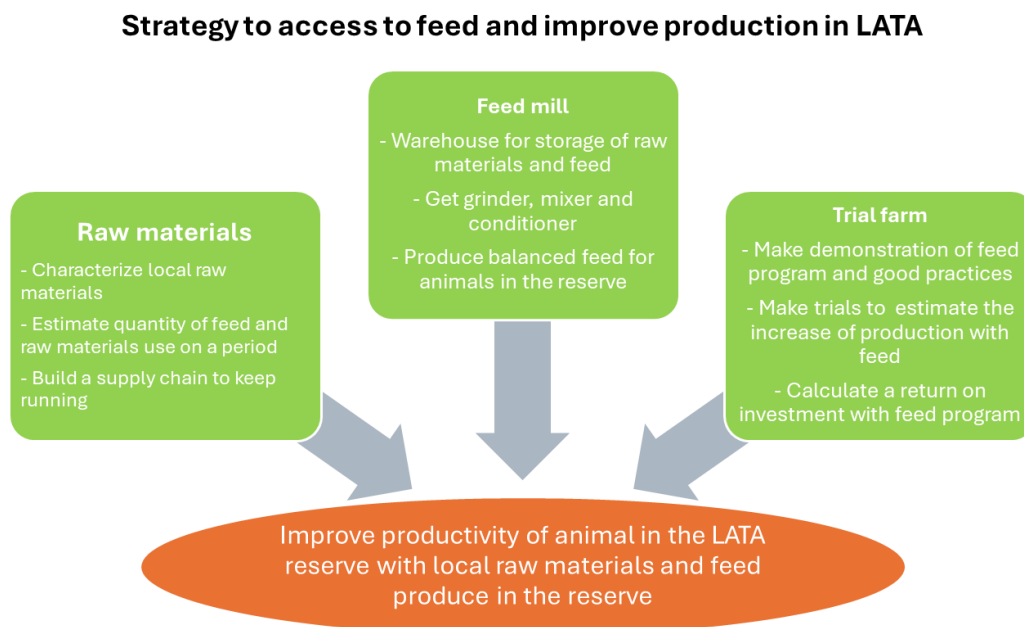 Strategy to access to feed and improve production in LATA
Feed mill
- Warehouse for storage of raw
materials and feed
- Get grinder, mixer and
conditioner
- Produce balanced feed for
animals in the reserve
Raw materials
- Characterize local raw
materials
- Estimate quantity of feed and
raw materials use on a period
- Build a supply chain to keep
running
Trial farm
- Make demonstration of feed
program and good practices
- Make trials to  estimate the
increase of production with
feed
- Calculate a return on
investment with feed program
Improve productivity of animal in the LATA
reserve with local raw materials and feed
produce in the reserve